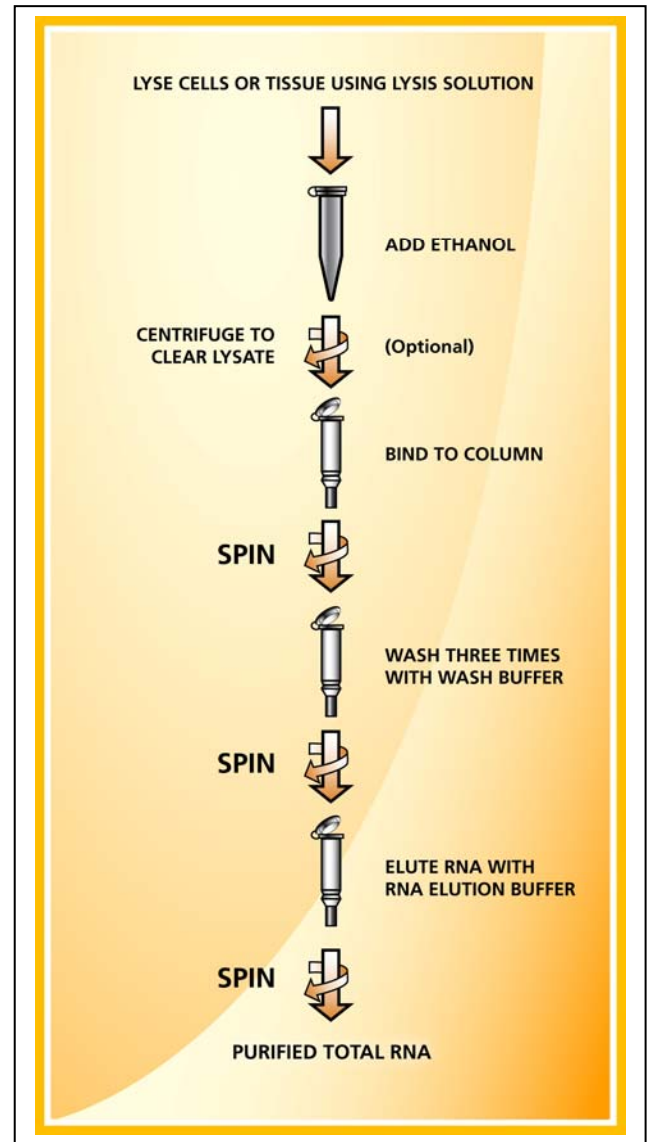 LYSE CELLS OR TISSUE USING LYSIS SOLUTION
ADD ETHANOL
CENTRIFUGE TO
CLEAR LYSATE
(Optional)
BIND TO COLUMN
SPIN
WASH THREE TIMES
WITH WASH BUFFER
SPIN
ELUTE RNA WITH
RNA ELUTION BUFFER
SPIN
PURIFIED TOTAL RNA